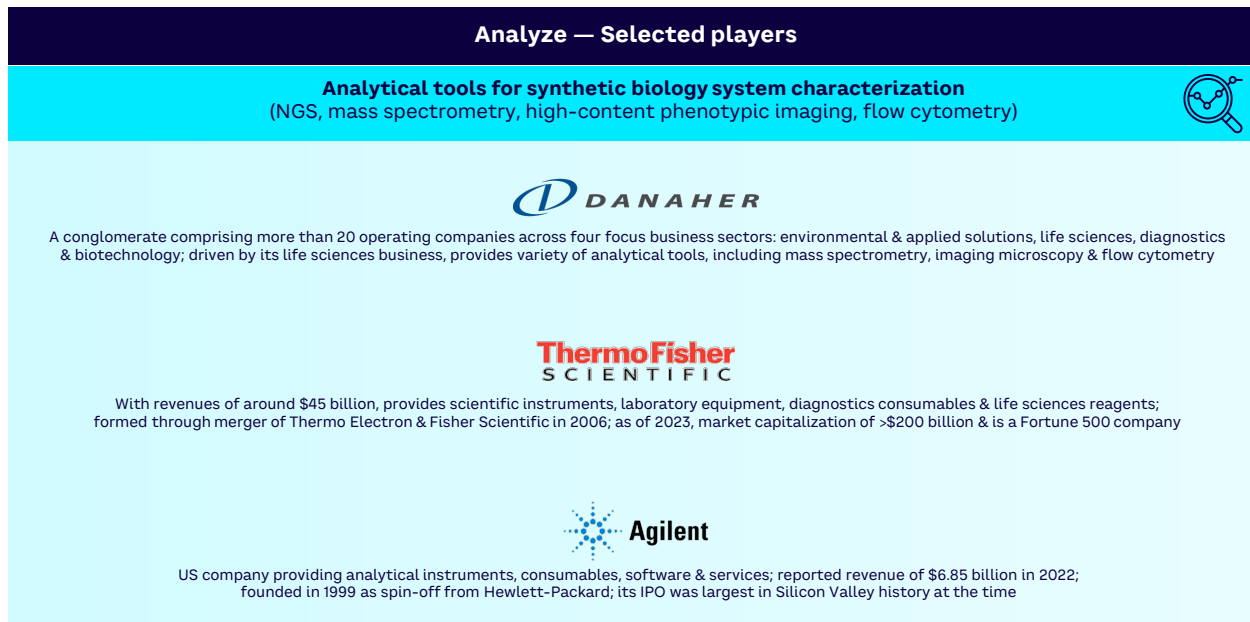 Analyze — Selected players
Analytical tools for synthetic biology system characterization
(NGS, mass spectrometry, high-content phenotypic imaging, flow cytometry)
DANAHER
A conglomerate comprising more than 20 operating companies across four focus business sectors: environmental & applied solutions, life sciences, diagnostics
& biotechnology; driven by its life sciences business, provides variety of analytical tools, including mass spectrometry, imaging microscopy & flow cytometry
ThermoFisher
SCIENTIFIC
With revenues of around $45 billion, provides scientific instruments, laboratory equipment, diagnostics consumables & life sciences reagents;
formed through merger of Thermo Electron & Fisher Scientific in 2006; as of 2023, market capitalization of >$200 billion & is a Fortune 500 company
Agilent
US company providing analytical instruments, consumables, software & services; reported revenue of $6.85 billion in 2022;
founded in 1999 as spin-off from Hewlett-Packard; its IPO was largest in Silicon Valley history at the time